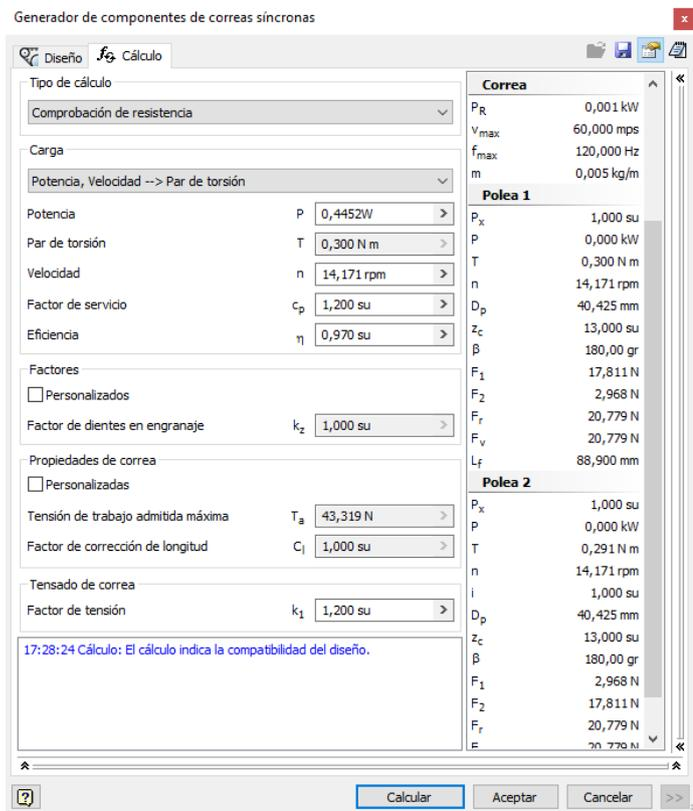 Generador de componentes de correas síncronas
x
Diseño
fg Cálculo
Tipo de cálculo
Comprobación de resistencia
Carga
Potencia, Velocidad --> Par de torsión
Potencia P 0,4452W >
Par de torsión T 0,300 N m >
Velocidad n 14,171 rpm >
Factor de servicio cp 1,200 su >
Eficiencia η 0,970 su >
Factores
Personalizados
Factor de dientes en engranaje kz 1,000 su >
Propiedades de correa
Personalizadas
Tensión de trabajo admitida máxima Ta 43,319 N >
Factor de corrección de longitud Cl 1,000 su >
Tensado de correa
Factor de tensión k1 1,200 su >
17:28:24 Cálculo: El cálculo indica la compatibilidad del diseño.
Correa
PR 0,001 kW
vmax 60,000 mps
fmax 120,000 Hz
m 0,005 kg/m
Polea 1
Px 1,000 su
P 0,000 kW
T 0,300 N m
n 14,171 rpm
Dp 40,425 mm
zc 13,000 su
β 180,00 gr
F1 17,811 N
F2 2,968 N
Fr 20,779 N
Fv 20,779 N
Lf 88,900 mm
Polea 2
Px 1,000 su
P 0,000 kW
T 0,291 N m
n 14,171 rpm
i 1,000 su
Dp 40,425 mm
zc 13,000 su
β 180,00 gr
F1 2,968 N
F2 17,811 N
Fr 20,779 N
20,779 N
?
Calcular
Aceptar
Cancelar
>>